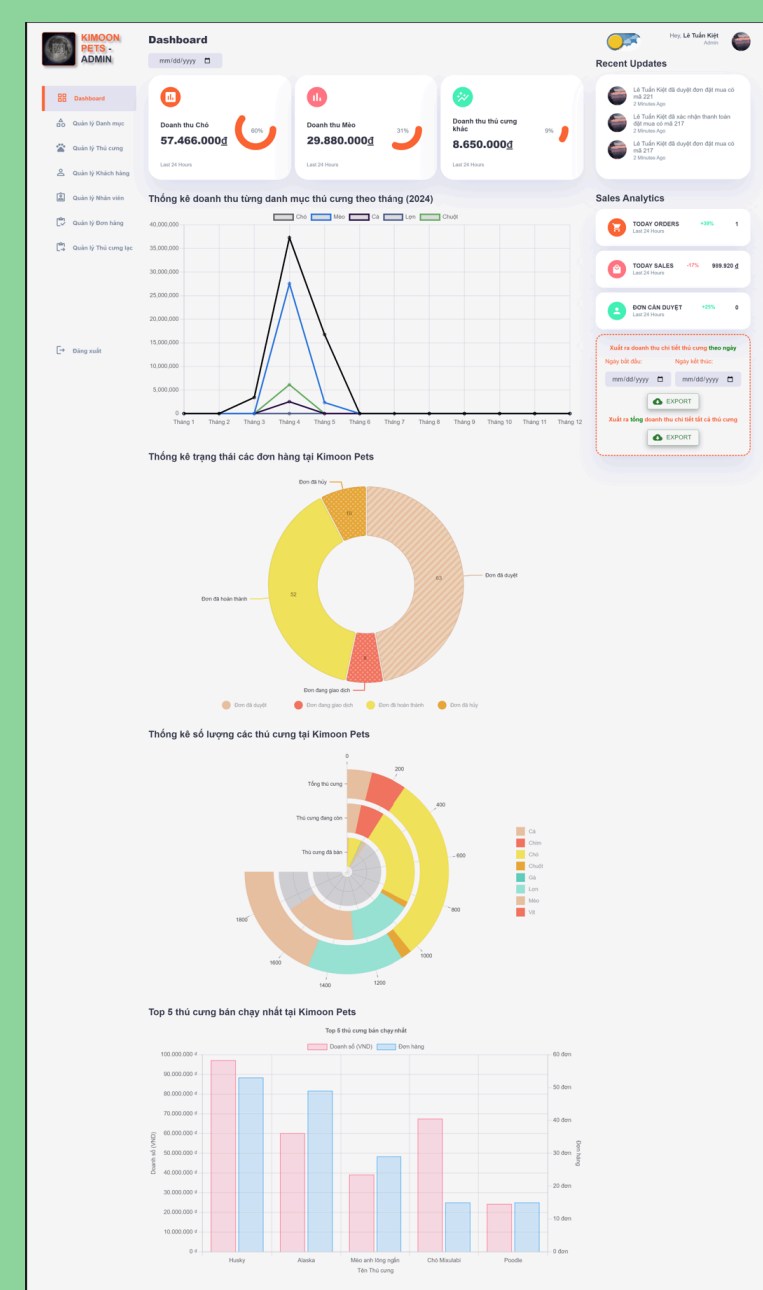 KIMOON
PETS -
ADMIN
Dashboard
Quản lý Danh mục
Quản lý Thú cưng
Quản lý Khách hàng
Quản lý Nhân viên
Quản lý Đơn hàng
Quản lý Thú cưng lạc
Đăng xuất
Dashboard
mm/dd/yyyy
Doanh thu Chó
57.466.000₫
60%
Last 24 Hours
Doanh thu Mèo
29.880.000₫
31%
Last 24 Hours
Doanh thu thú cưng
khác
8.650.000₫
9%
Last 24 Hours
Thống kê doanh thu từng danh mục thú cưng theo tháng (2024)
Chó Mèo Cá Lợn Chuột
40,000,000
35,000,000
30,000,000
25,000,000
20,000,000
15,000,000
10,000,000
5,000,000
0
Tháng 1 Tháng 2 Tháng 3 Tháng 4 Tháng 5 Tháng 6 Tháng 7 Tháng 8 Tháng 9 Tháng 10 Tháng 11 Tháng 12
Thống kê trạng thái các đơn hàng tại Kimoon Pets
Đơn đã hủy
10
63
Đơn đã duyệt
52
Đơn đã hoàn thành
Đơn đang giao dịch
Đơn đã duyệt Đơn đang giao dịch Đơn đã hoàn thành Đơn đã hủy
Thống kê số lượng các thú cưng tại Kimoon Pets
0
200
400
600
800
1000
1200
1400
1600
1800
Tổng thú cưng
Thú cưng đang còn
Thú cưng đã bán
Cá
Chim
Chó
Chuột
Gà
Lợn
Mèo
Vẹt
Top 5 thú cưng bán chạy nhất tại Kimoon Pets
Top 5 thú cưng bán chạy nhất
Doanh số (VND) Đơn hàng
100.000.000 ₫
90.000.000 ₫
80.000.000 ₫
70.000.000 ₫
60.000.000 ₫
50.000.000 ₫
40.000.000 ₫
30.000.000 ₫
20.000.000 ₫
10.000.000 ₫
0 ₫
Doanh số (VND)
60 đơn
50 đơn
40 đơn
30 đơn
20 đơn
10 đơn
0 đơn
Đơn hàng
Husky Alaska Mèo anh lông ngắn Chó Mixulabi Poodle
Tên Thú cưng
Hey, Lê Tuấn Kiệt
Admin
Recent Updates
Lê Tuấn Kiệt đã duyệt đơn đặt mua có
mã 221
2 Minutes Ago
Lê Tuấn Kiệt đã xác nhận thanh toán
đặt mua có mã 217
2 Minutes Ago
Lê Tuấn Kiệt đã duyệt đơn đặt mua có
mã 217
2 Minutes Ago
Sales Analytics
TODAY ORDERS +39% 1
Last 24 Hours
TODAY SALES -17% 989.920 ₫
Last 24 Hours
ĐƠN CẦN DUYỆT +25% 0
Last 24 Hours
Xuất ra doanh thu chi tiết thú cưng theo ngày
Ngày bắt đầu: Ngày kết thúc:
mm/dd/yyyy mm/dd/yyyy
EXPORT
Xuất ra tổng doanh thu chi tiết tất cả thú cưng
EXPORT